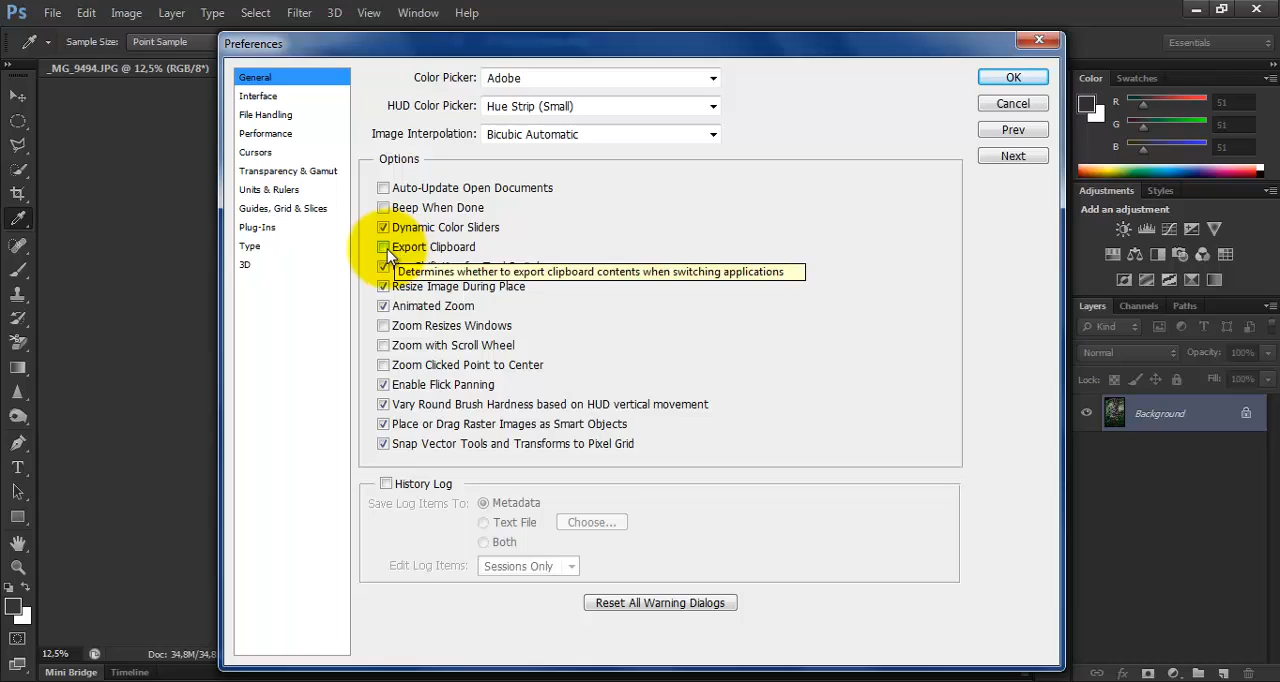 Ps File Edit Image Layer Type Select Filter 3D View Window Help
Sample Size: Point Sample
Essentials
_MG_9494.JPG @ 12,5% (RGB/8*)
Preferences
General
Interface
File Handling
Performance
Cursors
Transparency & Gamut
Units & Rulers
Guides, Grid & Slices
Plug-Ins
Type
3D
Color Picker: Adobe
HUD Color Picker: Hue Strip (Small)
Image Interpolation: Bicubic Automatic
Options
Auto-Update Open Documents
Beep When Done
Dynamic Color Sliders
Export Clipboard
Determines whether to export clipboard contents when switching applications
Resize Image During Place
Animated Zoom
Zoom Resizes Windows
Zoom with Scroll Wheel
Zoom Clicked Point to Center
Enable Flick Panning
Vary Round Brush Hardness based on HUD vertical movement
Place or Drag Raster Images as Smart Objects
Snap Vector Tools and Transforms to Pixel Grid
History Log
Save Log Items To: Metadata
Text File Choose...
Both
Edit Log Items: Sessions Only
Reset All Warning Dialogs
OK
Cancel
Prev
Next
Color Swatches
R 51
G 51
B 51
Adjustments Styles
Add an adjustment
Layers Channels Paths
Kind
Normal Opacity: 100%
Lock: Fill: 100%
Background
12,5% Doc: 34,8M/34,8
Mini Bridge Timeline